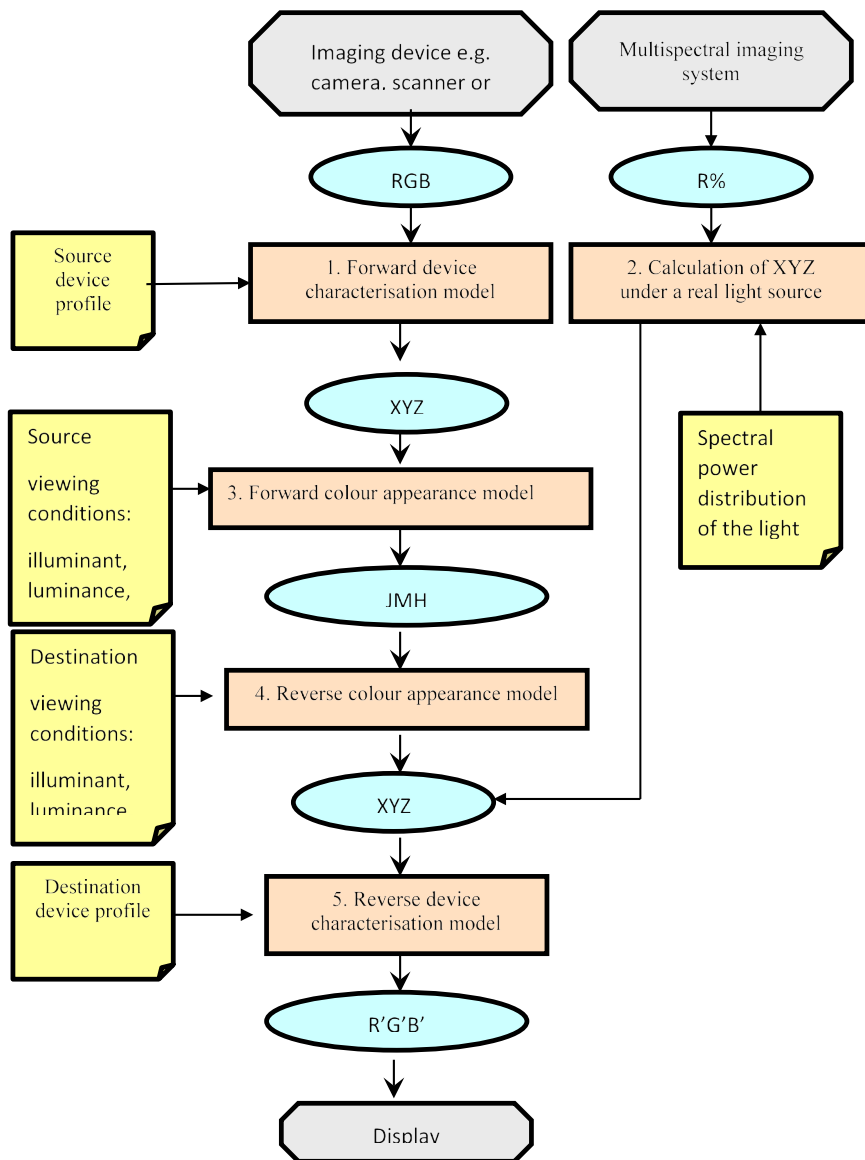 Imaging device e.g.
camera, scanner or
Multispectral imaging
system
RGB
R%
Source
device
profile
1. Forward device
characterisation model
2. Calculation of XYZ
under a real light source
XYZ
Source
viewing
conditions:
illuminant,
luminance,
3. Forward colour appearance model
Spectral
power
distribution
of the light
JMH
Destination
viewing
conditions:
illuminant,
luminance
4. Reverse colour appearance model
XYZ
Destination
device profile
5. Reverse device
characterisation model
R’G’B’
Display